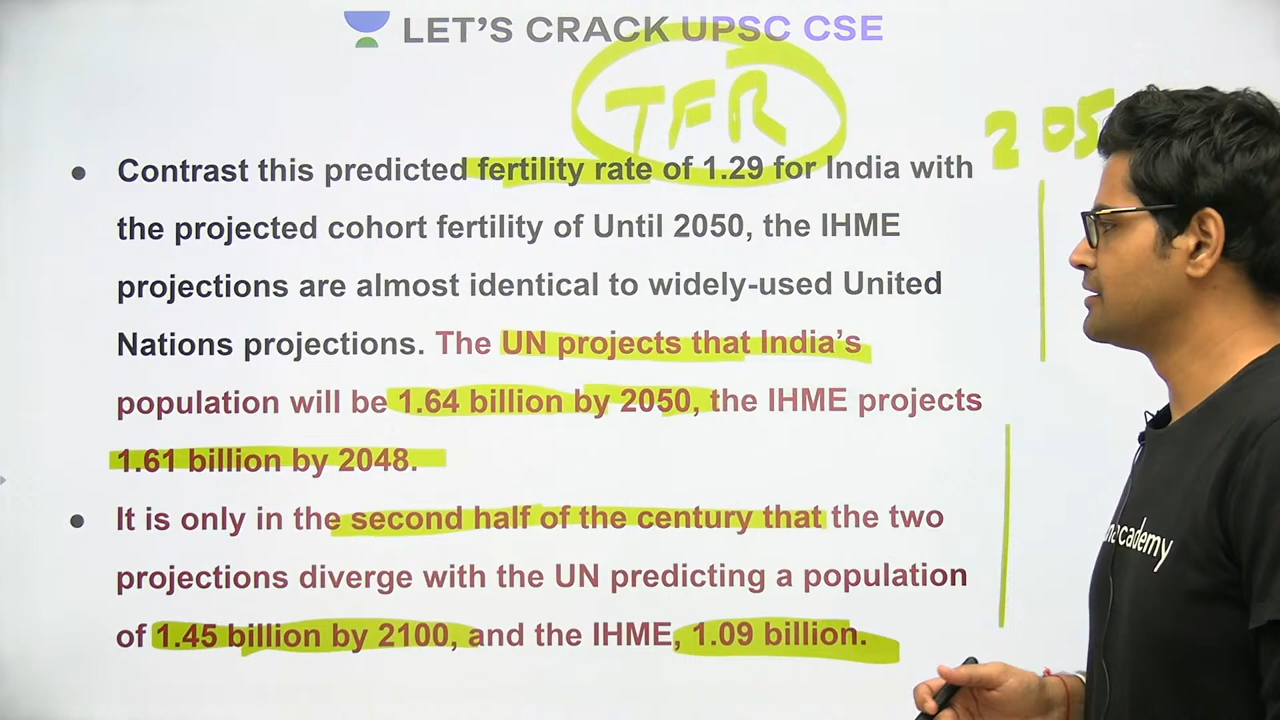 LET'S CRACK UPSC CSE
TFR
205
• Contrast this predicted fertility rate of 1.29 for India with
the projected cohort fertility of Until 2050, the IHME
projections are almost identical to widely-used United
Nations projections. The UN projects that India's
population will be 1.64 billion by 2050, the IHME projects
1.61 billion by 2048.
• It is only in the second half of the century that the two
projections diverge with the UN predicting a population
of 1.45 billion by 2100, and the IHME, 1.09 billion.